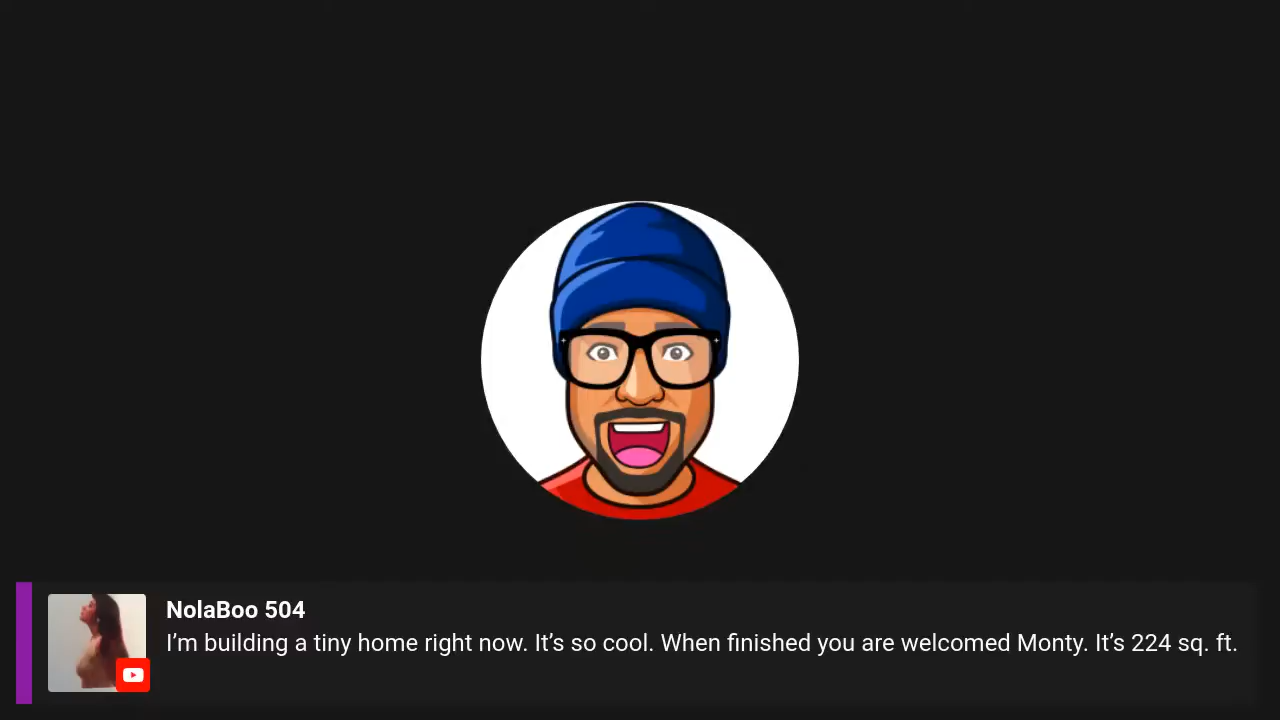 NolaBoo 504
I’m building a tiny home right now. It’s so cool. When finished you are welcomed Monty. It’s 224 sq. ft.